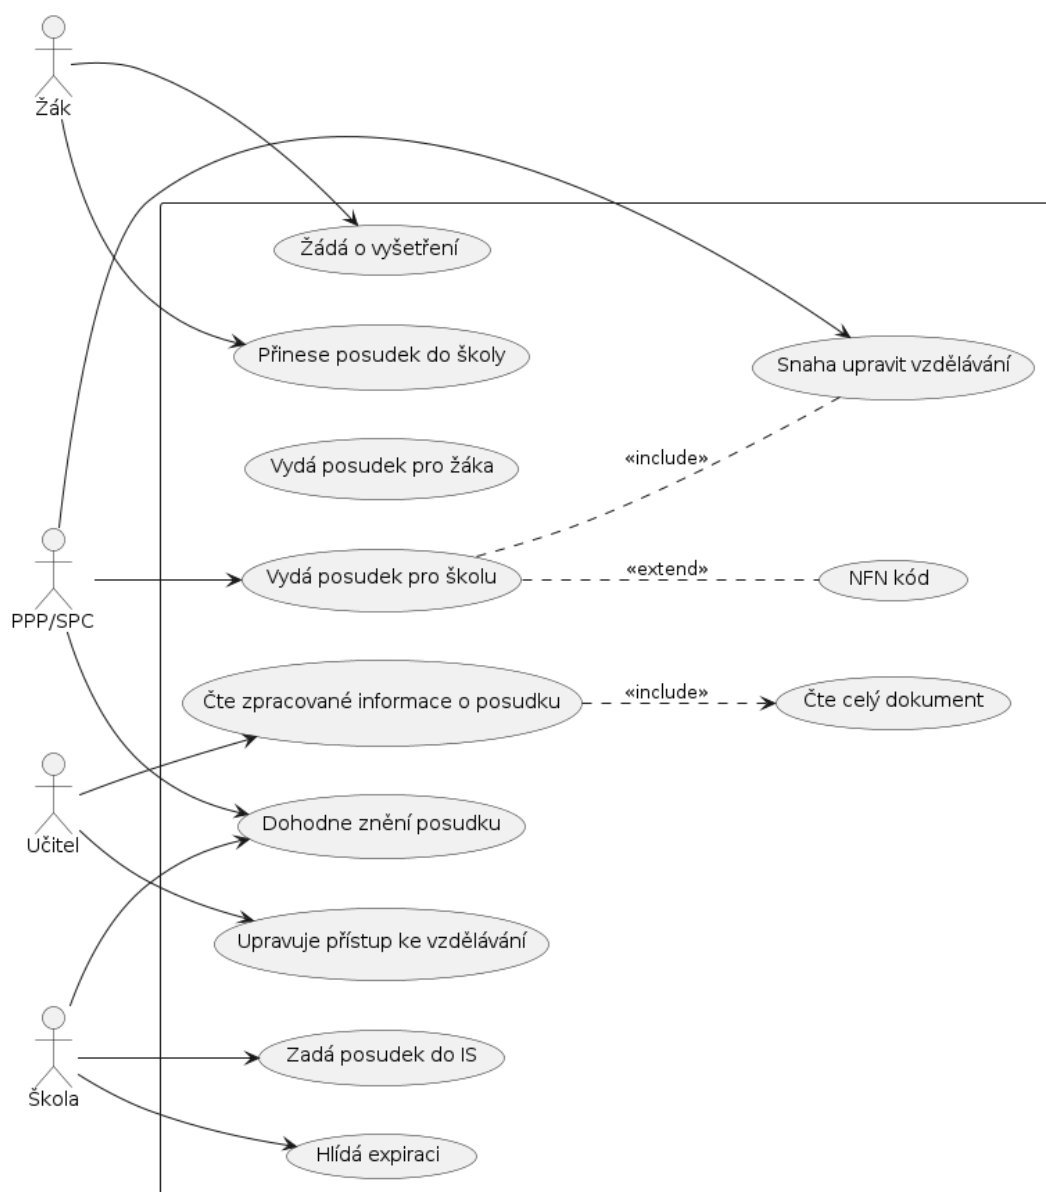 Žák
Žádá o vyšetření
Přinese posudek do školy
Snaha upravit vzdělávání
Vydá posudek pro žáka
«include»
PPP/SPC
Vydá posudek pro školu
«extend»
NFN kód
Čte zpracované informace o posudku
«include»
Čte celý dokument
Učitel
Dohodne znění posudku
Upravuje přístup ke vzdělávání
Škola
Zadá posudek do IS
Hlídá expiraci